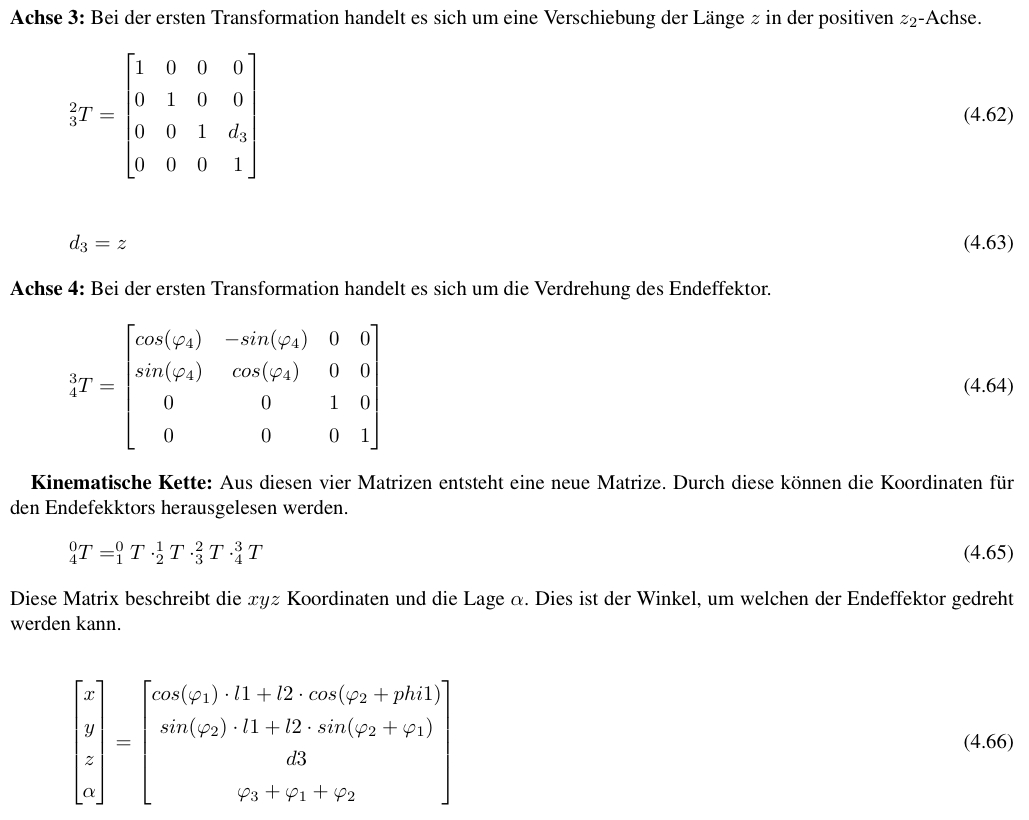 Achse 3: Bei der ersten Transformation handelt es sich um eine Verschiebung der Länge z in der positiven z₂-Achse.
²₃T = [1 0 0 0
0 1 0 0
0 0 1 d₃
0 0 0 1] (4.62)
d₃ = z (4.63)
Achse 4: Bei der ersten Transformation handelt es sich um die Verdrehung des Endeffektor.
³₄T = [cos(φ₄) −sin(φ₄) 0 0
sin(φ₄) cos(φ₄) 0 0
0 0 1 0
0 0 0 1] (4.64)
Kinematische Kette: Aus diesen vier Matrizen entsteht eine neue Matrize. Durch diese können die Koordinaten für
den Endefekktors herausgelesen werden.
⁰₄T =⁰₁ T ·¹₂ T ·²₃ T ·³₄ T (4.65)
Diese Matrix beschreibt die xyz Koordinaten und die Lage α. Dies ist der Winkel, um welchen der Endeffektor gedreht
werden kann.
[x y z α] = [cos(φ₁) · l1 + l2 · cos(φ₂ + phi1)
sin(φ₂) · l1 + l2 · sin(φ₂ + φ₁)
d3
φ₃ + φ₁ + φ₂] (4.66)